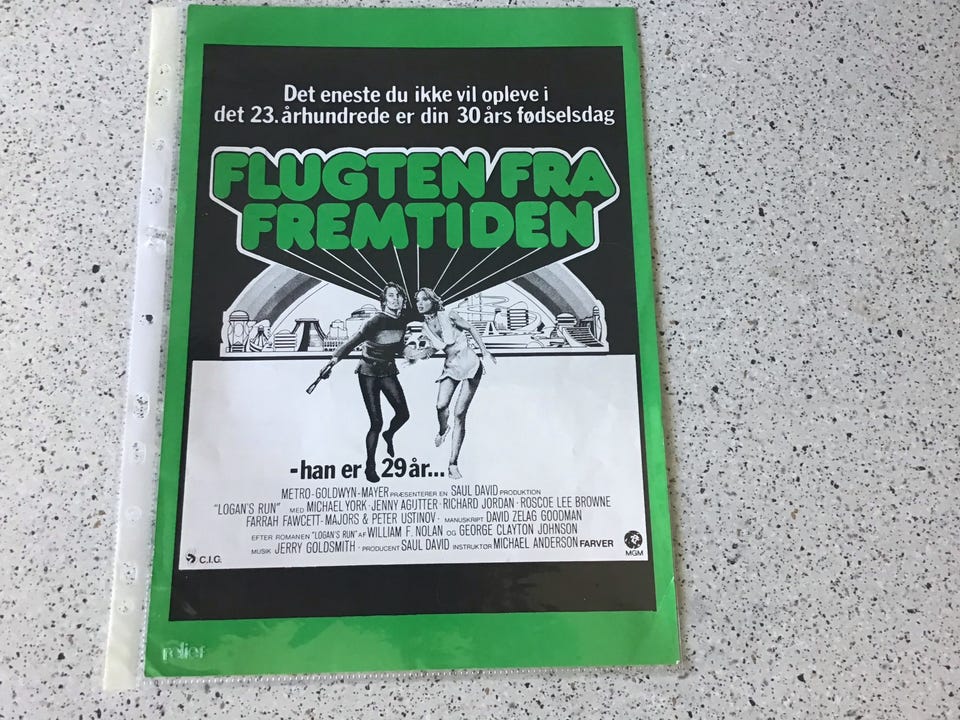 Det eneste du ikke vil opleve i
det 23. århundrede er din 30 års fødselsdag
FLUGTEN FRA
FREMTIDEN
-han er 29 år...
METRO-GOLDWYN-MAYER PRÆSENTERER EN SAUL DAVID PRODUKTION
"LOGAN'S RUN" MED MICHAEL YORK · JENNY AGUTTER · RICHARD JORDAN · ROSCOE LEE BROWNE
FARRAH FAWCETT-MAJORS & PETER USTINOV · MANUSKRIPT DAVID ZELAG GOODMAN
EFTER ROMANEN "LOGAN'S RUN" AF WILLIAM F. NOLAN OG GEORGE CLAYTON JOHNSON
MUSIK JERRY GOLDSMITH · PRODUCENT SAUL DAVID INSTRUKTØR MICHAEL ANDERSON FARVER
C.I.G.
MGM
relief